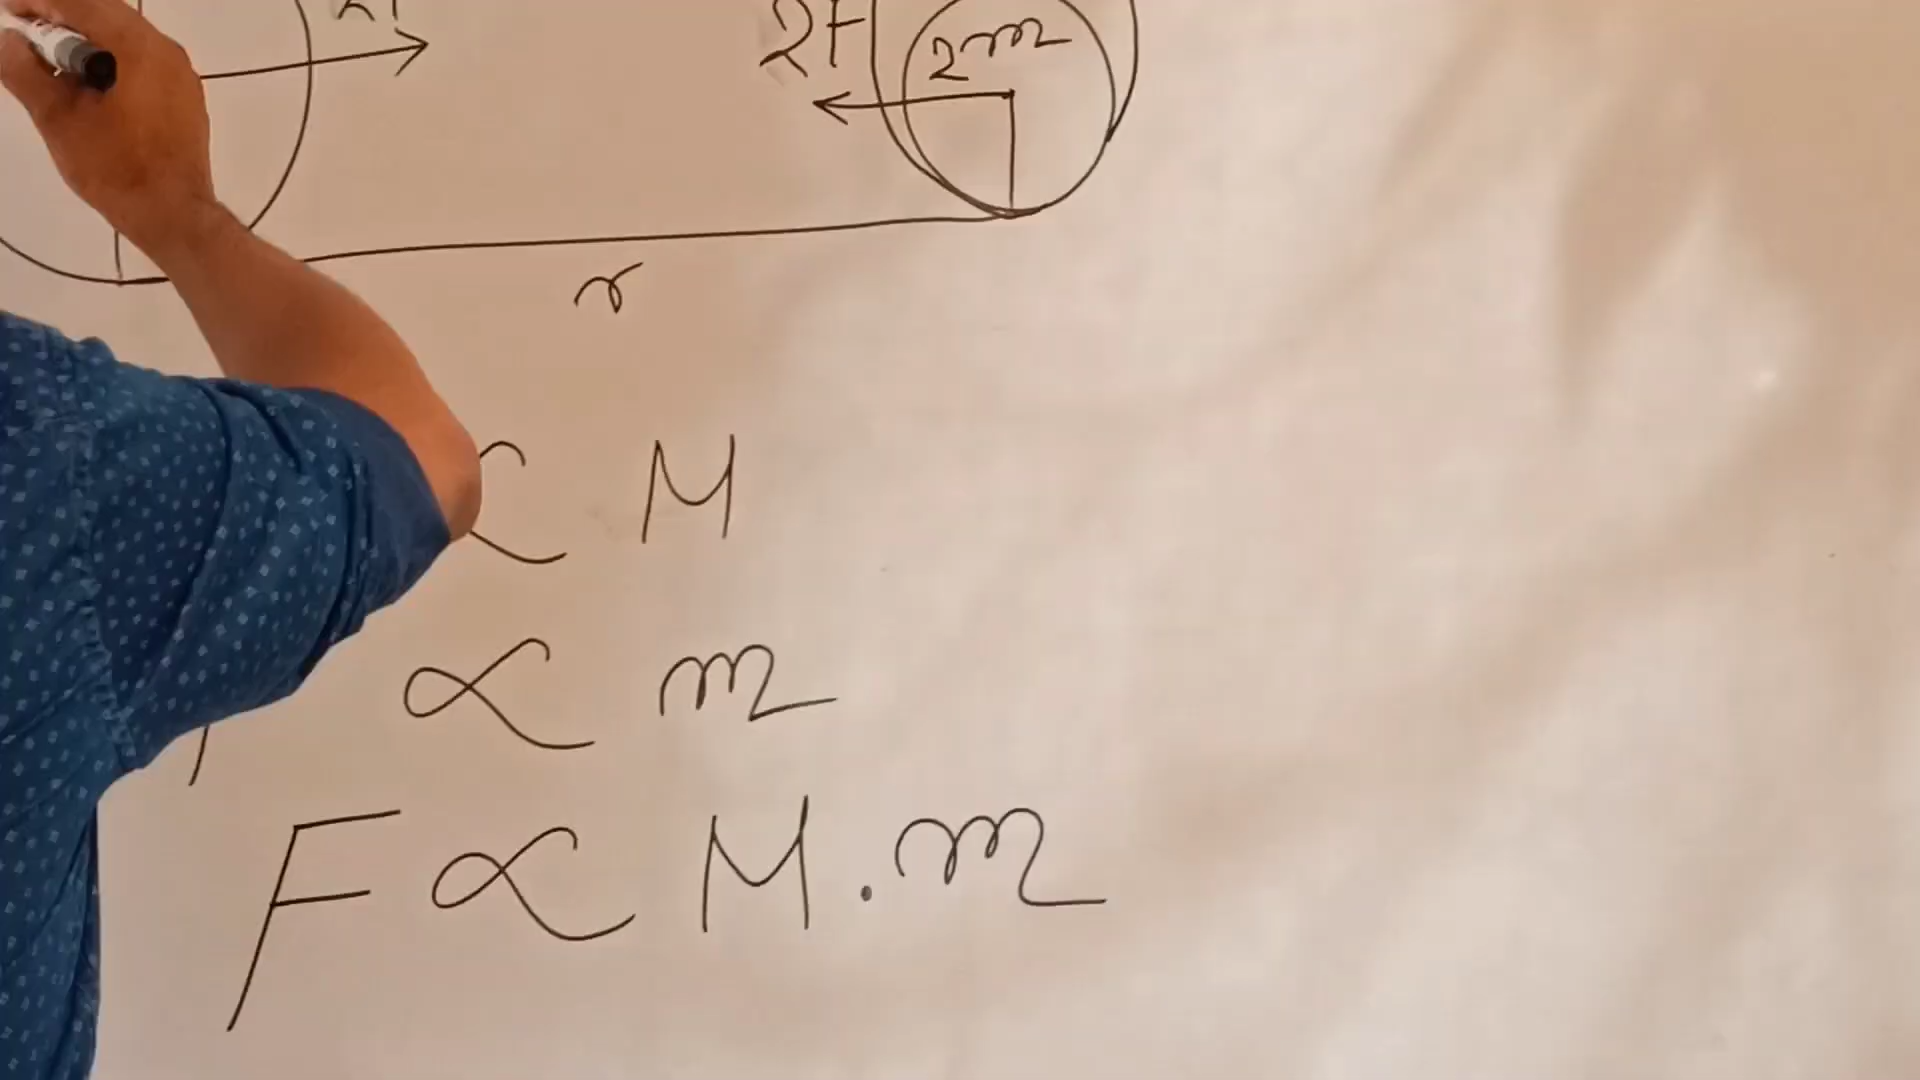 2F 2m
r
∝ M
∝ m
F ∝ M . m